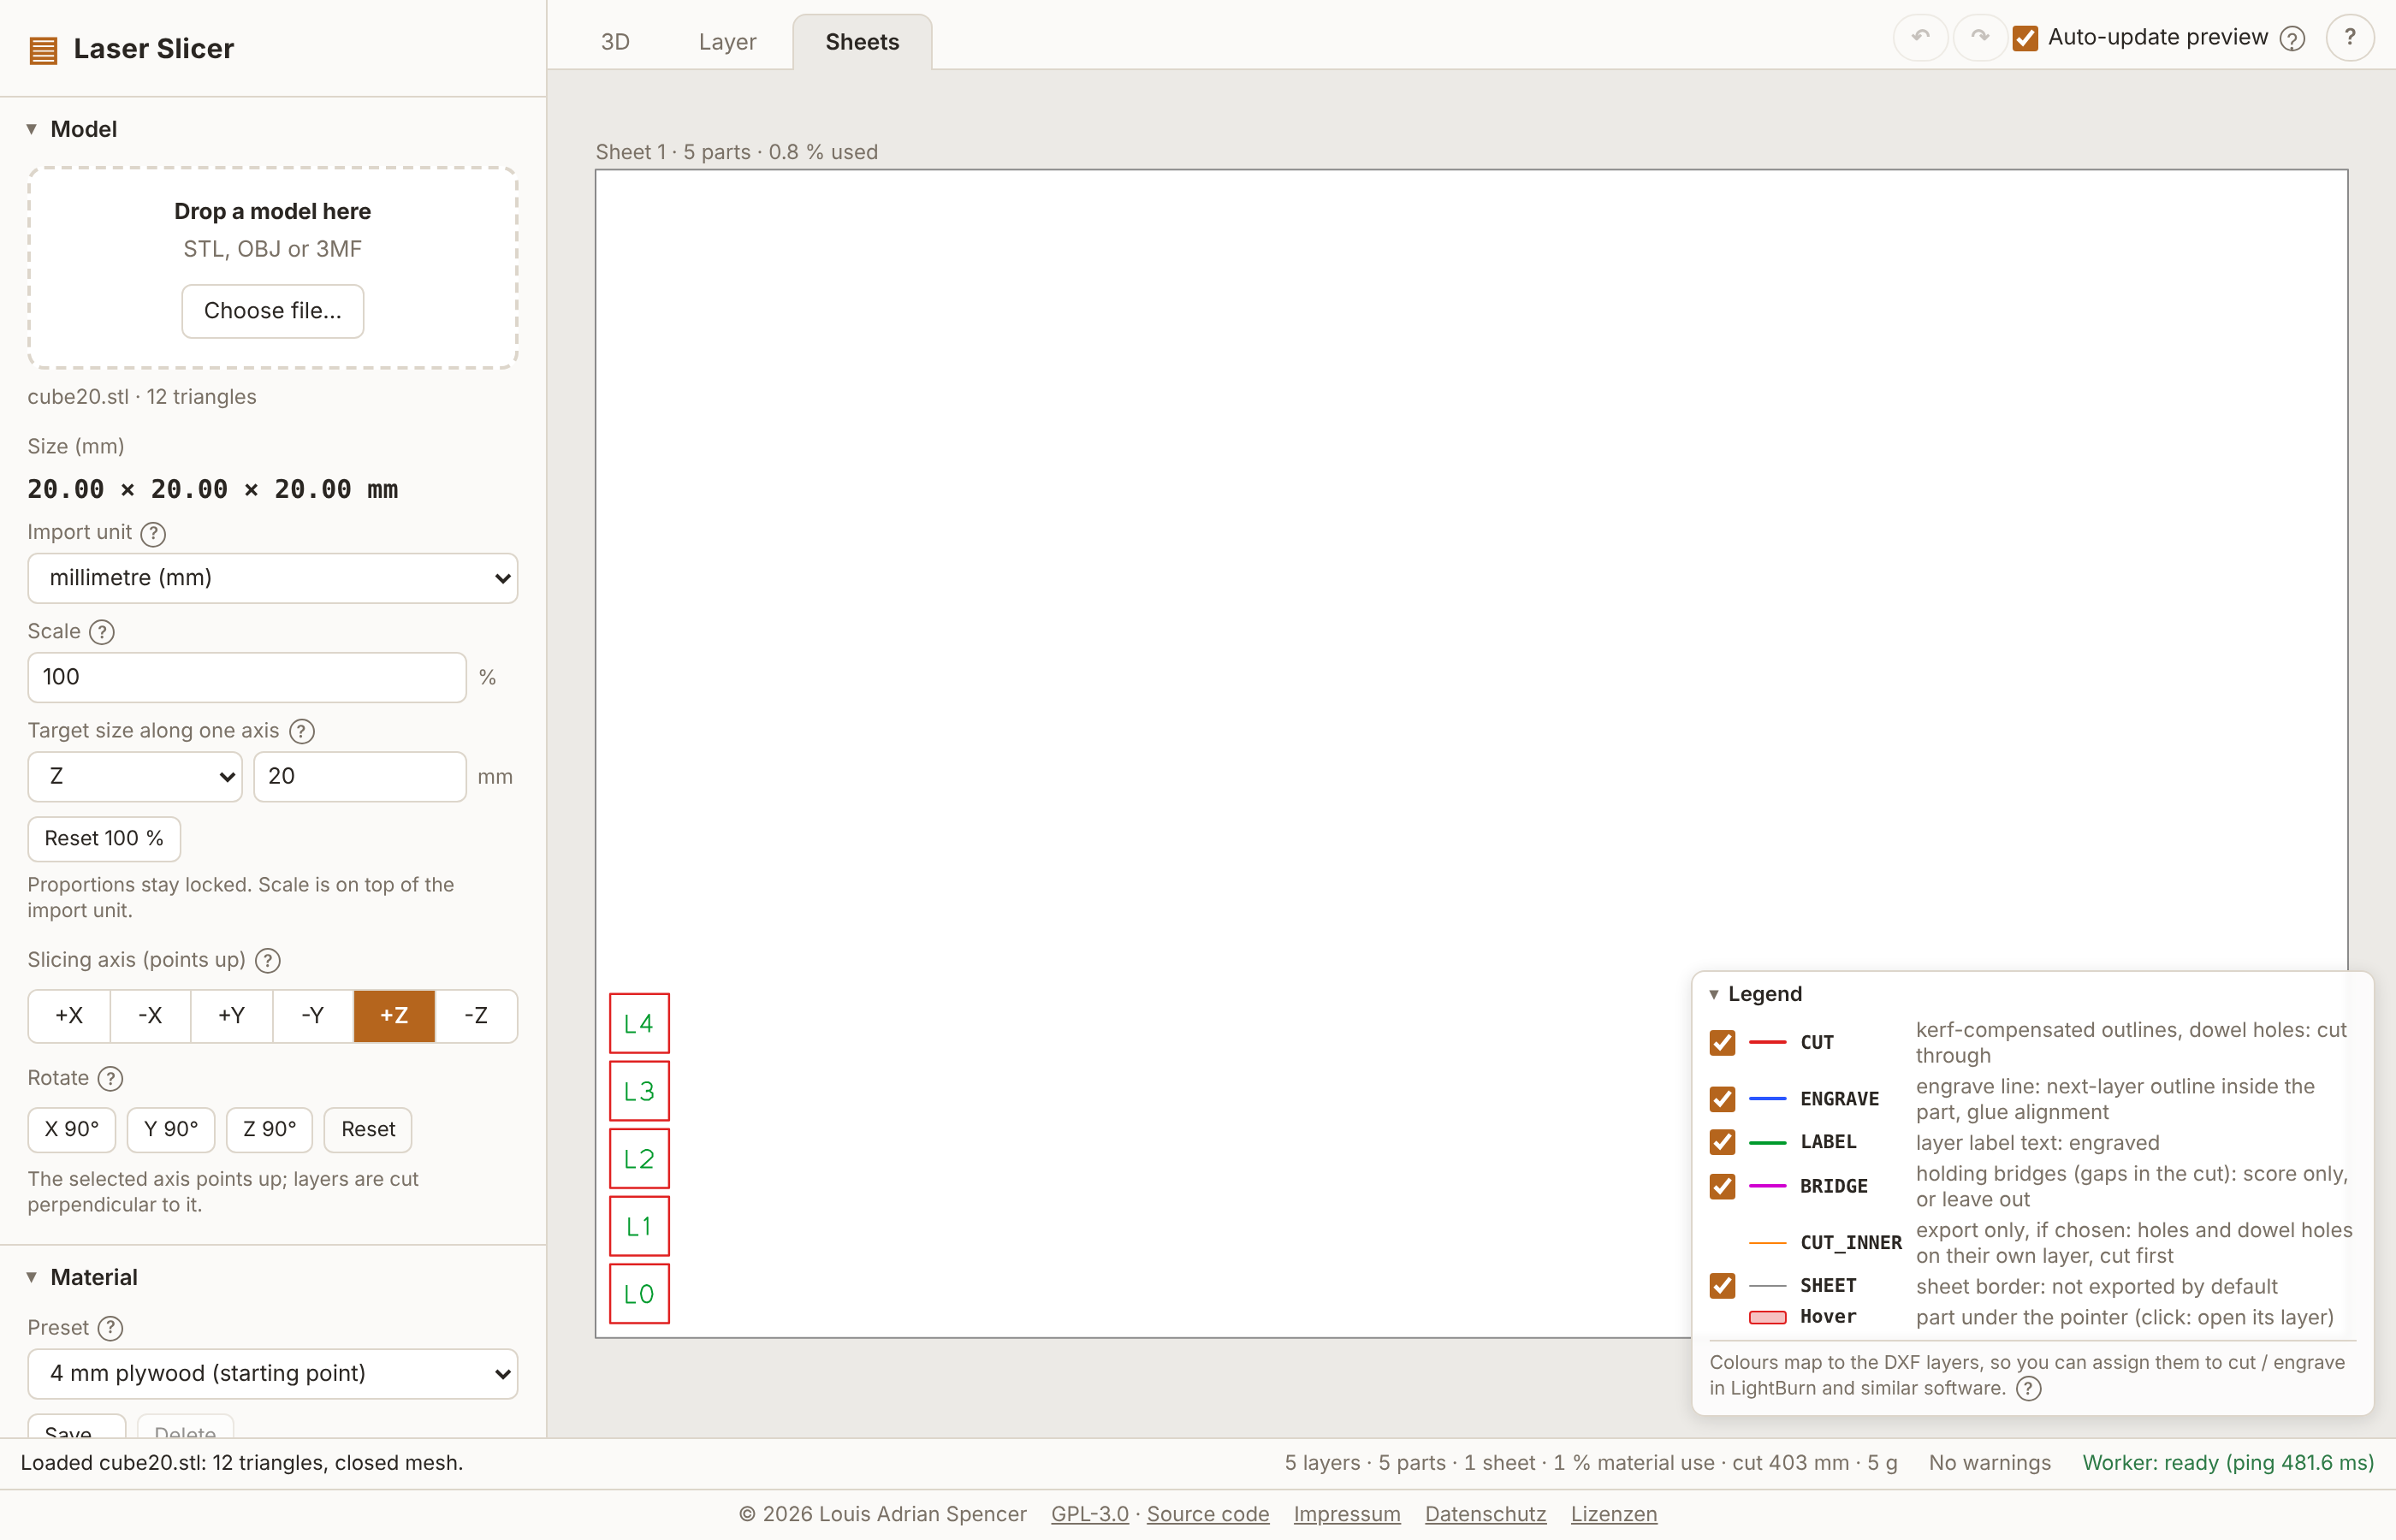 Laser Slicer
3D
Layer
Sheets
↶
↷
Auto-update preview ?
?
▼ Model
Drop a model here
STL, OBJ or 3MF
Choose file...
cube20.stl · 12 triangles
Size (mm)
20.00 × 20.00 × 20.00 mm
Import unit ?
millimetre (mm)
Scale ?
100 %
Target size along one axis ?
Z 20 mm
Reset 100 %
Proportions stay locked. Scale is on top of the
import unit.
Slicing axis (points up) ?
+X -X +Y -Y +Z -Z
Rotate ?
X 90° Y 90° Z 90° Reset
The selected axis points up; layers are cut
perpendicular to it.
▼ Material
Preset ?
4 mm plywood (starting point)
Save... Delete
Sheet 1 · 5 parts · 0.8 % used
L4
L3
L2
L1
L0
▼ Legend
CUT kerf-compensated outlines, dowel holes: cut
through
ENGRAVE engrave line: next-layer outline inside the
part, glue alignment
LABEL layer label text: engraved
BRIDGE holding bridges (gaps in the cut): score only,
or leave out
CUT_INNER export only, if chosen: holes and dowel holes
on their own layer, cut first
SHEET sheet border: not exported by default
Hover part under the pointer (click: open its layer)
Colours map to the DXF layers, so you can assign them to cut / engrave
in LightBurn and similar software. ?
Loaded cube20.stl: 12 triangles, closed mesh.
5 layers · 5 parts · 1 sheet · 1 % material use · cut 403 mm · 5 g
No warnings
Worker: ready (ping 481.6 ms)
© 2026 Louis Adrian Spencer GPL-3.0 · Source code Impressum Datenschutz Lizenzen